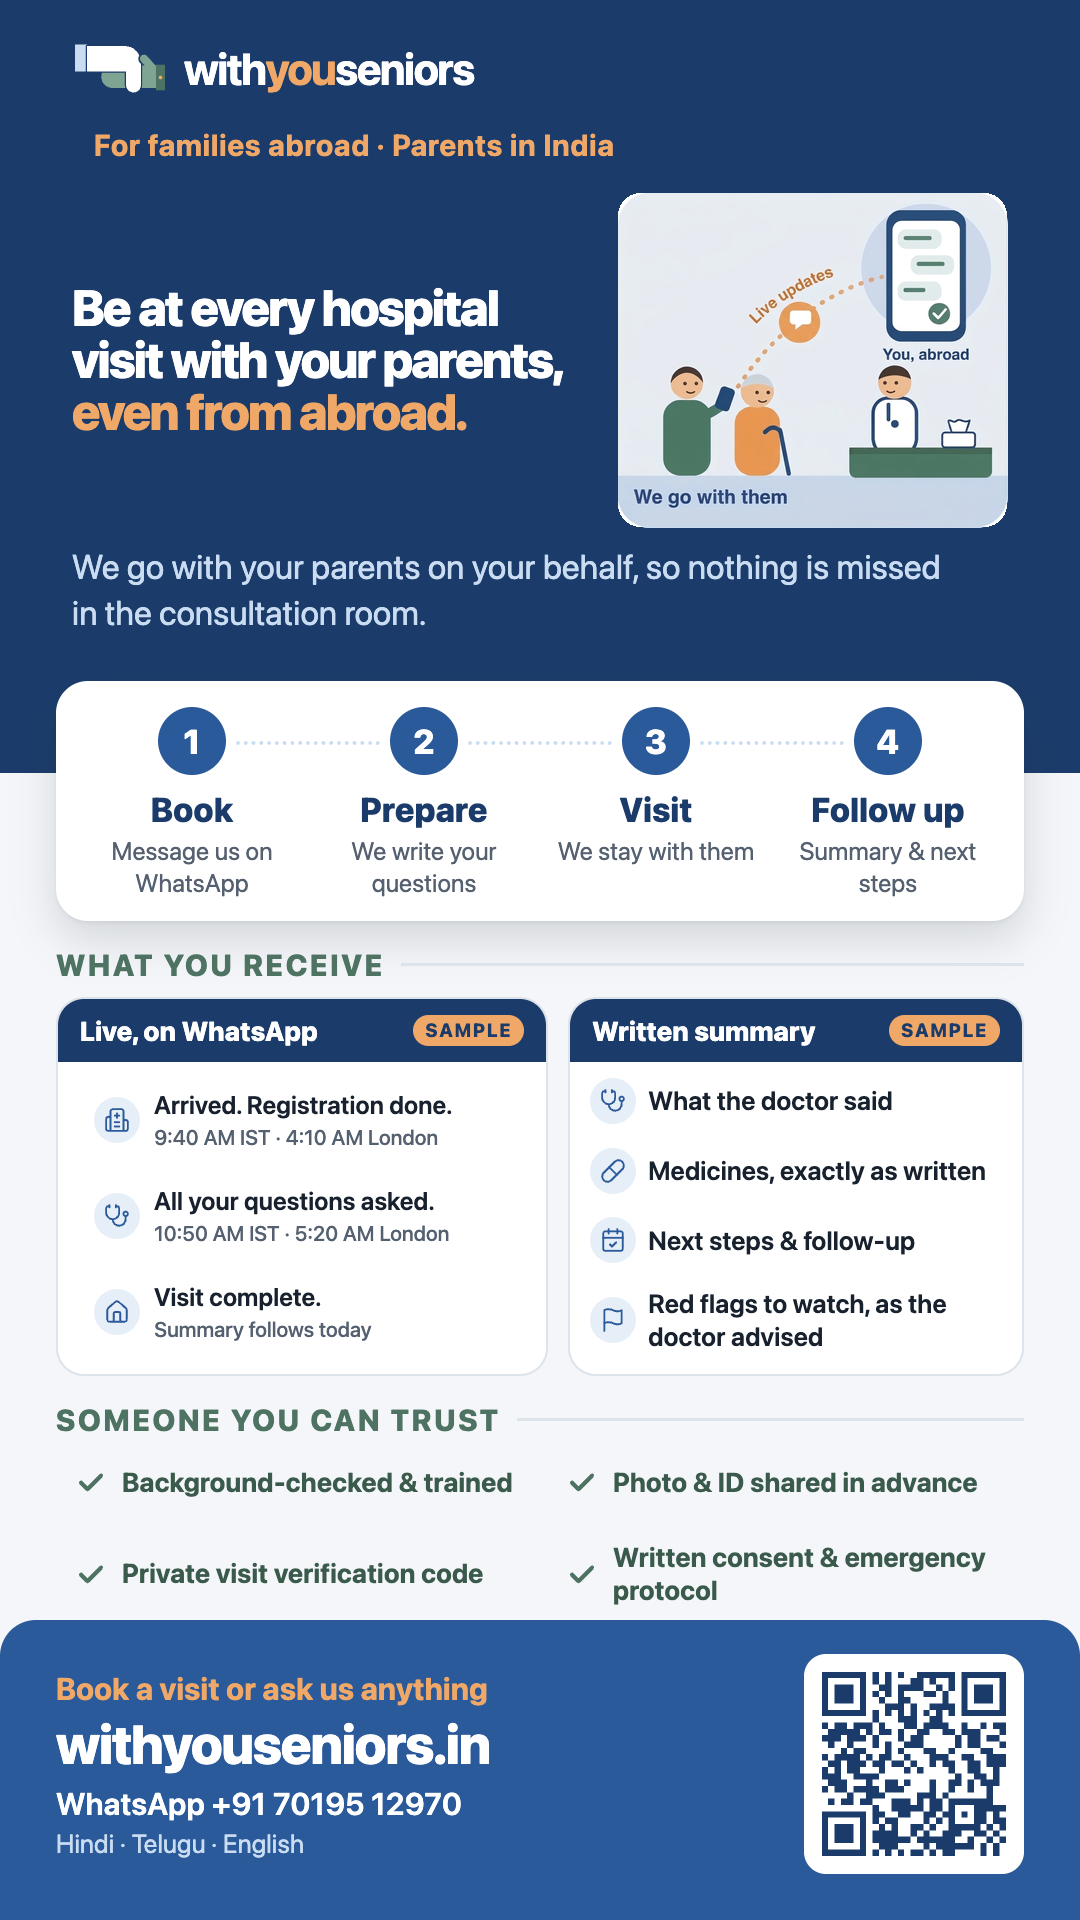 withyouseniors
For families abroad · Parents in India
Be at every hospital
visit with your parents,
even from abroad.
Live updates
You, abroad
We go with them
We go with your parents on your behalf, so nothing is missed
in the consultation room.
1
Book
Message us on
WhatsApp
2
Prepare
We write your
questions
3
Visit
We stay with them
4
Follow up
Summary & next
steps
WHAT YOU RECEIVE
Live, on WhatsApp
SAMPLE
Arrived. Registration done.
9:40 AM IST · 4:10 AM London
All your questions asked.
10:50 AM IST · 5:20 AM London
Visit complete.
Summary follows today
Written summary
SAMPLE
What the doctor said
Medicines, exactly as written
Next steps & follow-up
Red flags to watch, as the
doctor advised
SOMEONE YOU CAN TRUST
Background-checked & trained
Photo & ID shared in advance
Private visit verification code
Written consent & emergency
protocol
Book a visit or ask us anything
withyouseniors.in
WhatsApp +91 70195 12970
Hindi · Telugu · English